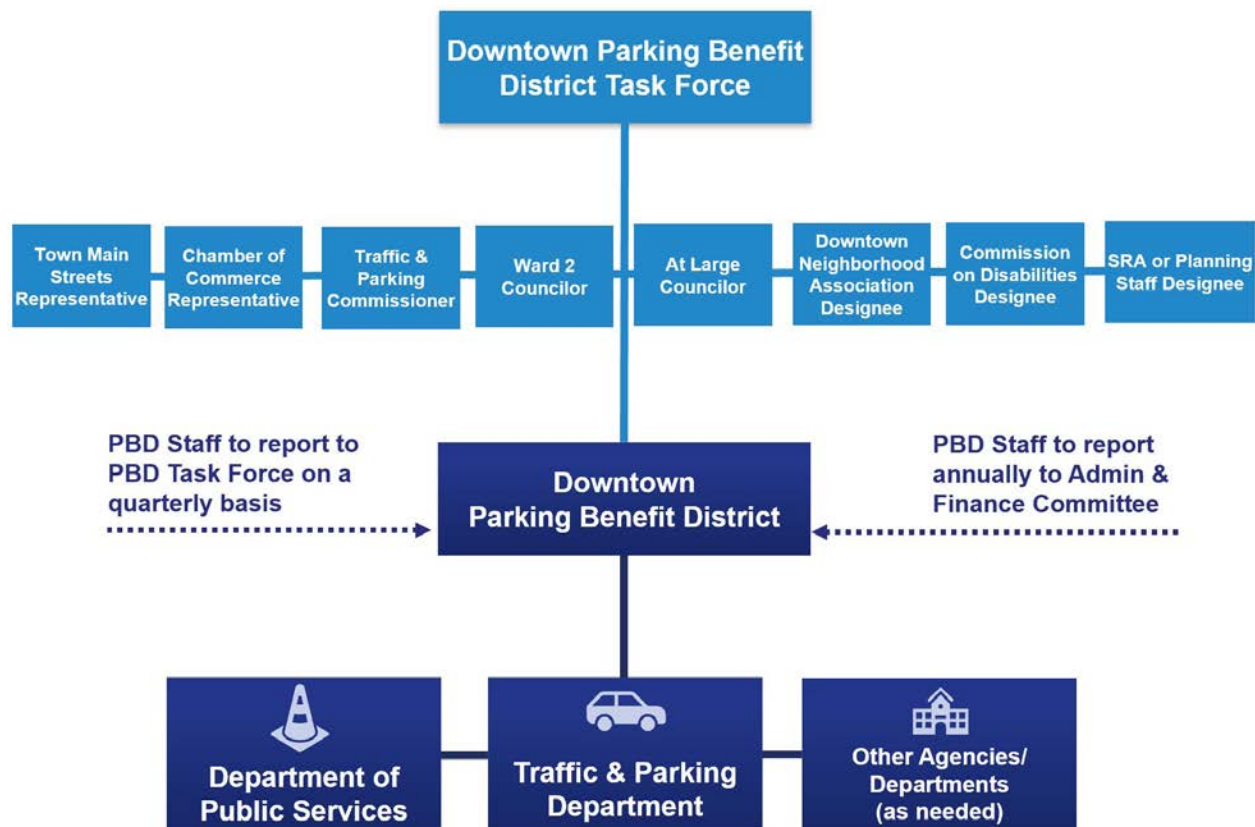 Downtown Parking Benefit
District Task Force
Town Main
Streets
Representative
Chamber of
Commerce
Representative
Traffic &
Parking
Commissioner
Ward 2
Councilor
At Large
Councilor
Downtown
Neighborhood
Association
Designee
Commission
on Disabilities
Designee
SRA or Planning
Staff Designee
PBD Staff to report to
PBD Task Force on a
quarterly basis
Downtown
Parking Benefit District
PBD Staff to report
annually to Admin &
Finance Committee
Department of
Public Services
Traffic & Parking
Department
Other Agencies/
Departments
(as needed)